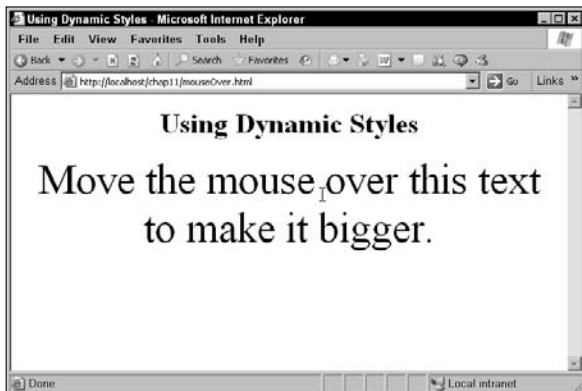 Using Dynamic Styles - Microsoft Internet Explorer
File Edit View Favorites Tools Help
Back Search Favorites
Address http://localhost/chap11/mouseOver.html Go Links »
Using Dynamic Styles
Move the mouse over this text
to make it bigger.
Done Local intranet